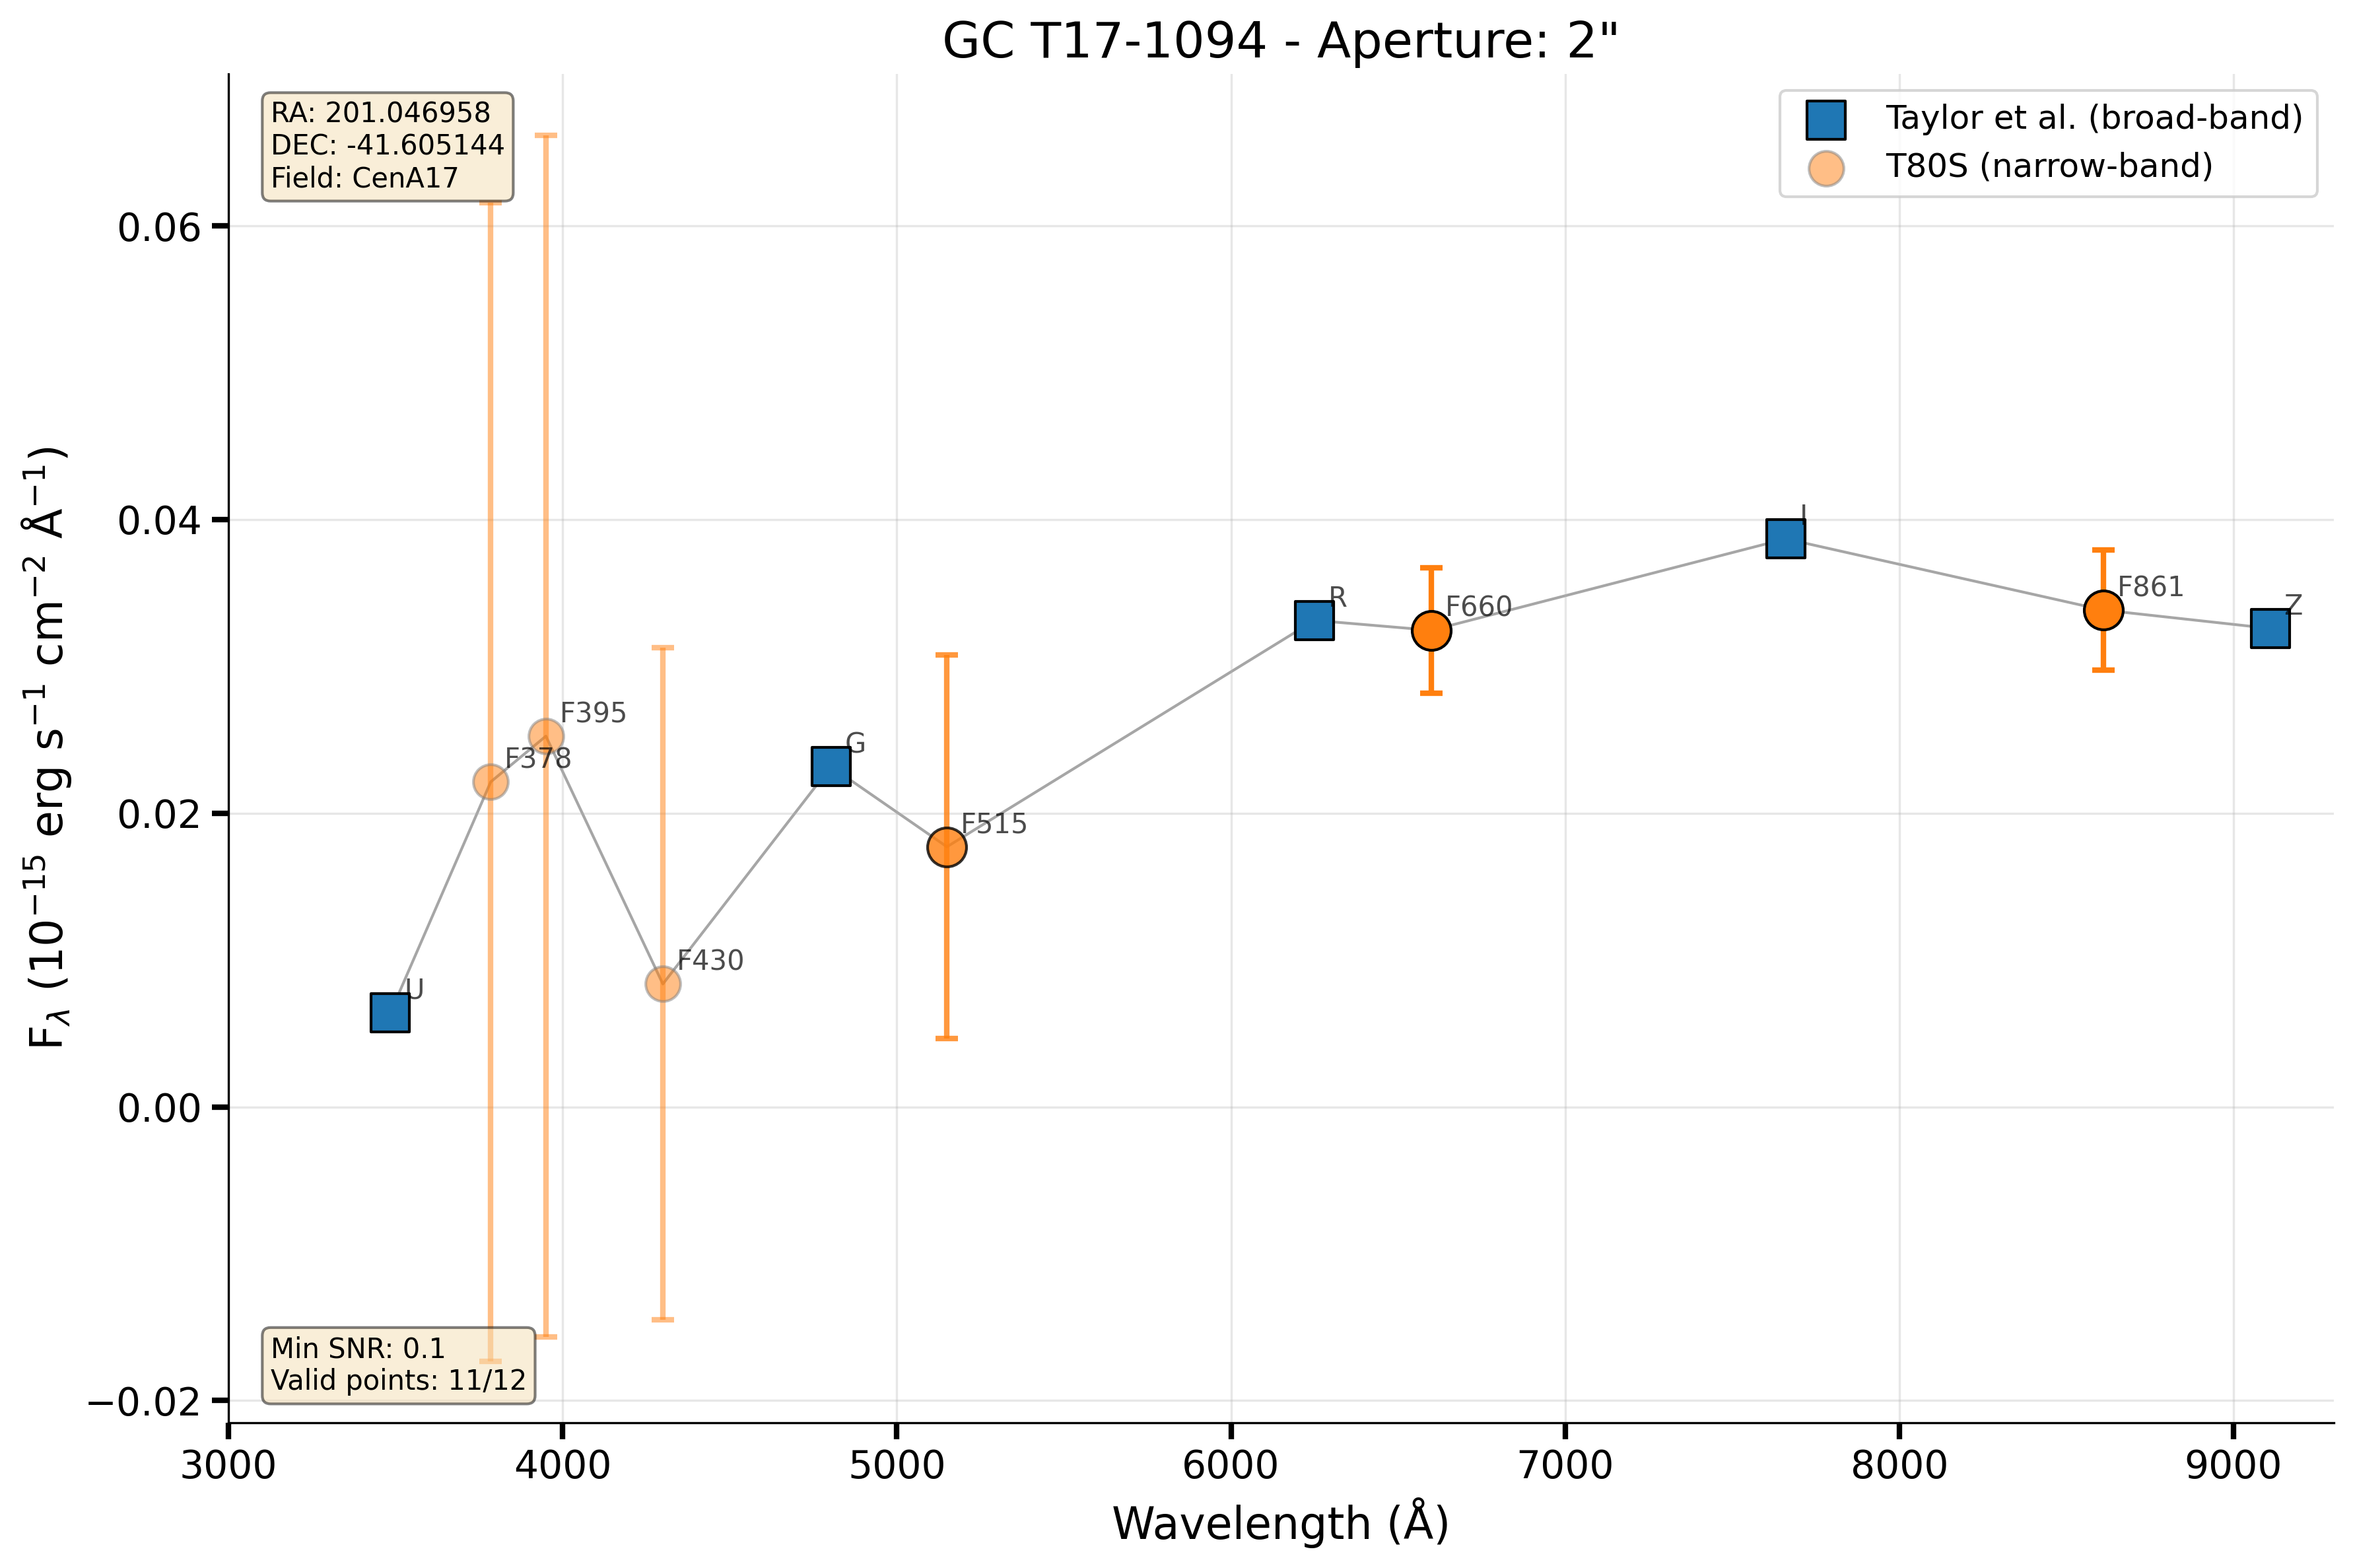 GC T17-1094 - Aperture: 2"
RA: 201.046958
DEC: -41.605144
Field: CenA17
Taylor et al. (broad-band)
T80S (narrow-band)
0.06
0.04
0.02
0.00
−0.02
F$_{\lambda}$ (10$^{-15}$ erg s$^{-1}$ cm$^{-2}$ Å$^{-1}$)
U
F378
F395
F430
G
F515
R
F660
I
F861
Z
Min SNR: 0.1
Valid points: 11/12
3000 4000 5000 6000 7000 8000 9000
Wavelength (Å)